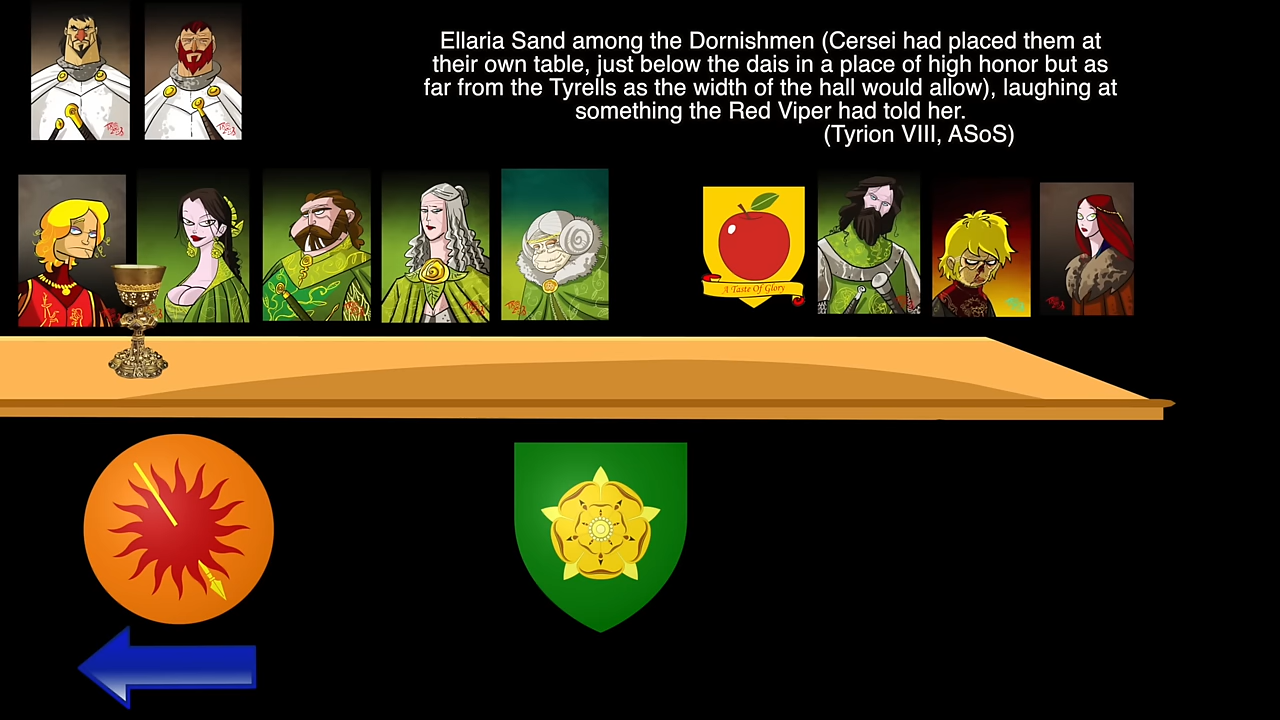 Ellaria Sand among the Dornishmen (Cersei had placed them at
their own table, just below the dais in a place of high honor but as
far from the Tyrells as the width of the hall would allow), laughing at
something the Red Viper had told her.
(Tyrion VIII, ASoS)
A Taste Of Glory